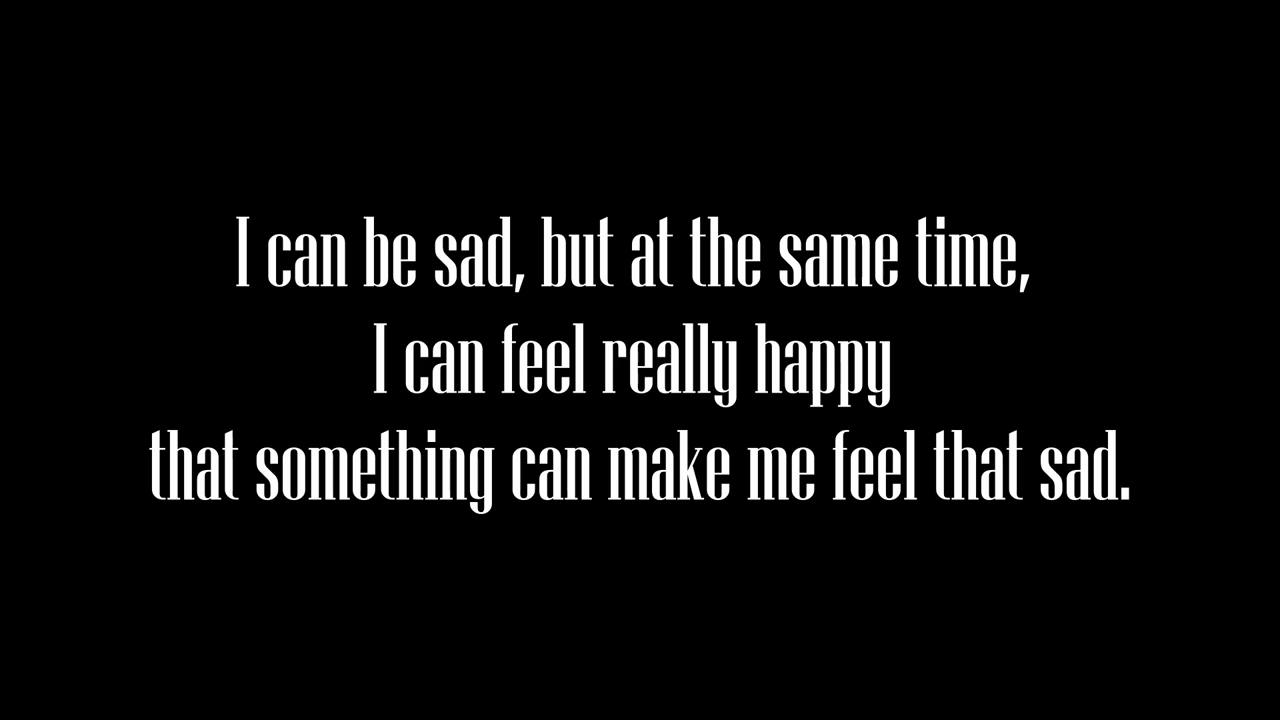 I can be sad, but at the same time,
I can feel really happy
that something can make me feel that sad.